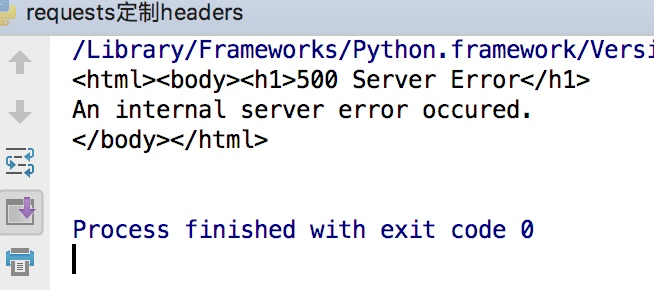 requests定制headers
/Library/Frameworks/Python.framework/Versi
<html><body><h1>500 Server Error</h1>
An internal server error occured.
</body></html>
Process finished with exit code 0